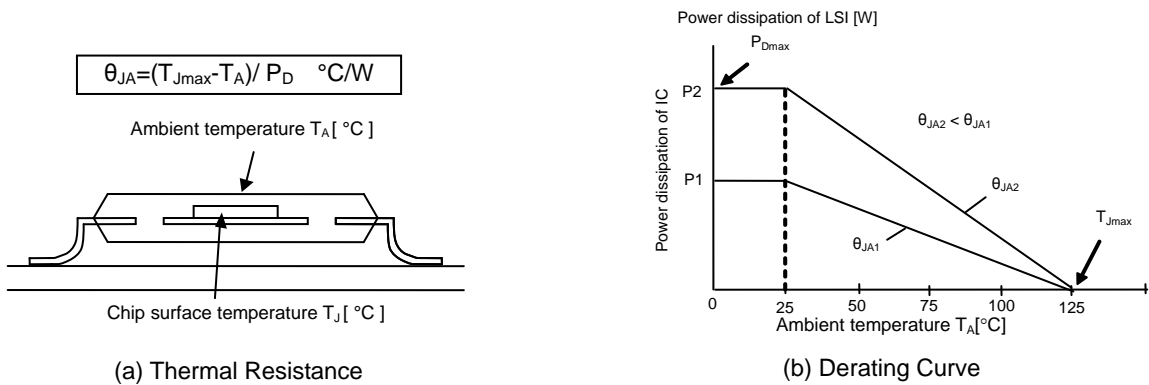 θJA=(TJmax-TA)/ PD °C/W
Ambient temperature TA [ °C ]
Chip surface temperature TJ [ °C ]
(a) Thermal Resistance
Power dissipation of LSI [W]
PDmax
P2
P1
Power dissipation of IC
θJA2 < θJA1
θJA2
θJA1
TJmax
0 25 50 75 100 125
Ambient temperature TA[°C]
(b) Derating Curve